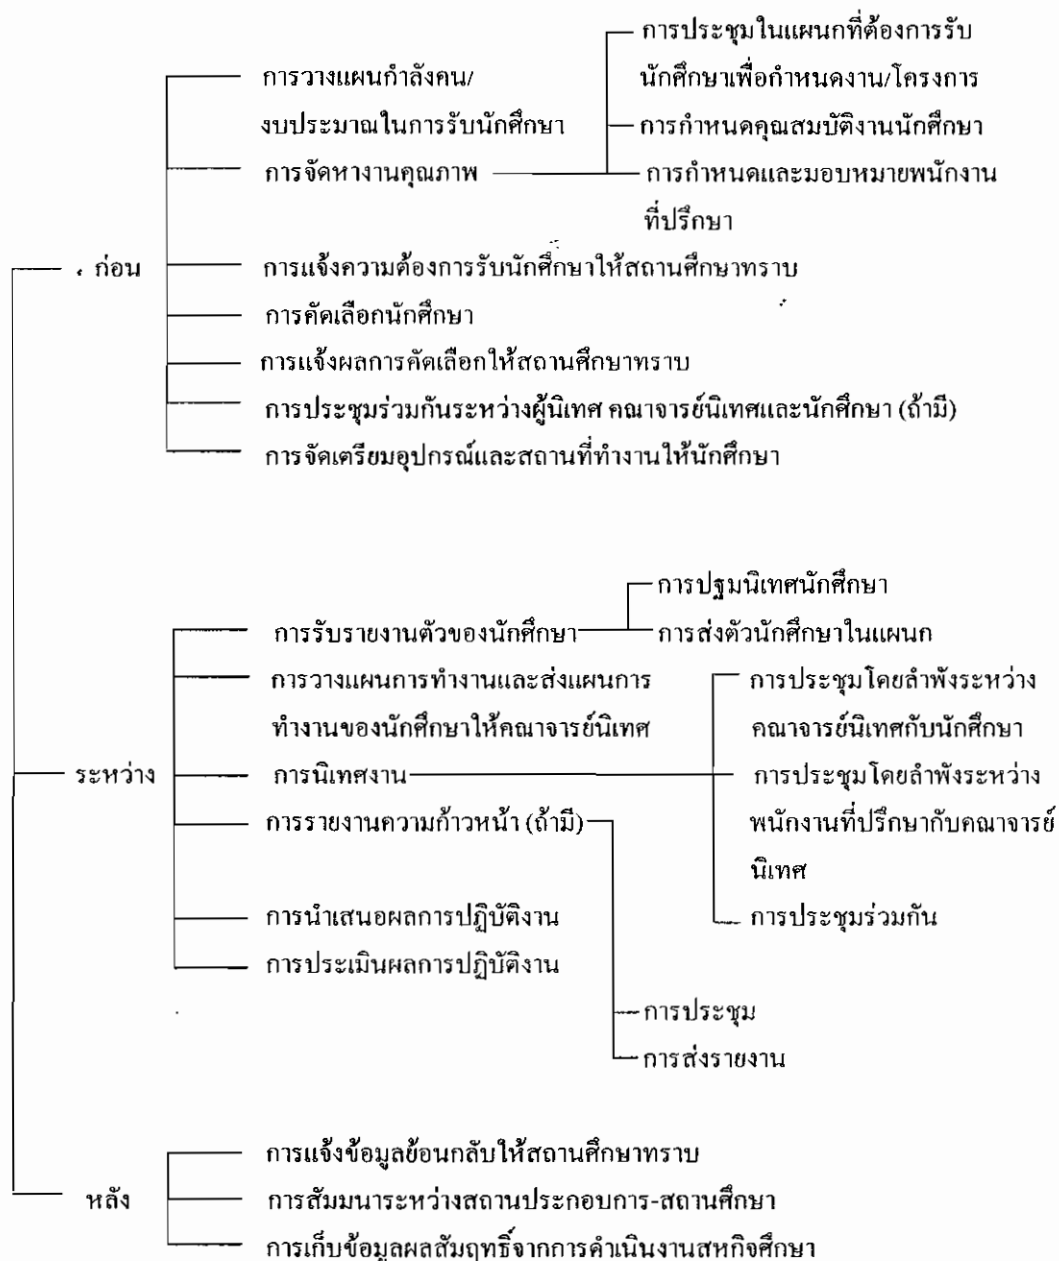 การประชุมในแผนกที่ต้องการรับ
นักศึกษาเพื่อกำหนดงาน/โครงการ
การวางแผนกำลังคน/
งบประมาณในการรับนักศึกษา
การกำหนดคุณสมบัติงานนักศึกษา
การจัดหางานคุณภาพ
การกำหนดและมอบหมายพนักงาน
ที่ปรึกษา
ก่อน
การแจ้งความต้องการรับนักศึกษาให้สถานศึกษาทราบ
การคัดเลือกนักศึกษา
การแจ้งผลการคัดเลือกให้สถานศึกษาทราบ
การประชุมร่วมกันระหว่างผู้นิเทศ คณาจารย์นิเทศและนักศึกษา (ถ้ามี)
การจัดเตรียมอุปกรณ์และสถานที่ทำงานให้นักศึกษา
การปฐมนิเทศนักศึกษา
การรับรายงานตัวของนักศึกษา
การส่งตัวนักศึกษาในแผนก
การวางแผนการทำงานและส่งแผนการ
ทำงานของนักศึกษาให้คณาจารย์นิเทศ
การประชุมโดยลำพังระหว่าง
คณาจารย์นิเทศกับนักศึกษา
ระหว่าง
การนิเทศงาน
การประชุมโดยลำพังระหว่าง
พนักงานที่ปรึกษากับคณาจารย์
นิเทศ
การรายงานความก้าวหน้า (ถ้ามี)
การประชุมร่วมกัน
การนำเสนอผลการปฏิบัติงาน
การประเมินผลการปฏิบัติงาน
การประชุม
การส่งรายงาน
หลัง
การแจ้งข้อมูลย้อนกลับให้สถานศึกษาทราบ
การสัมมนาระหว่างสถานประกอบการ-สถานศึกษา
การเก็บข้อมูลผลสัมฤทธิ์จากการดำเนินงานสหกิจศึกษา